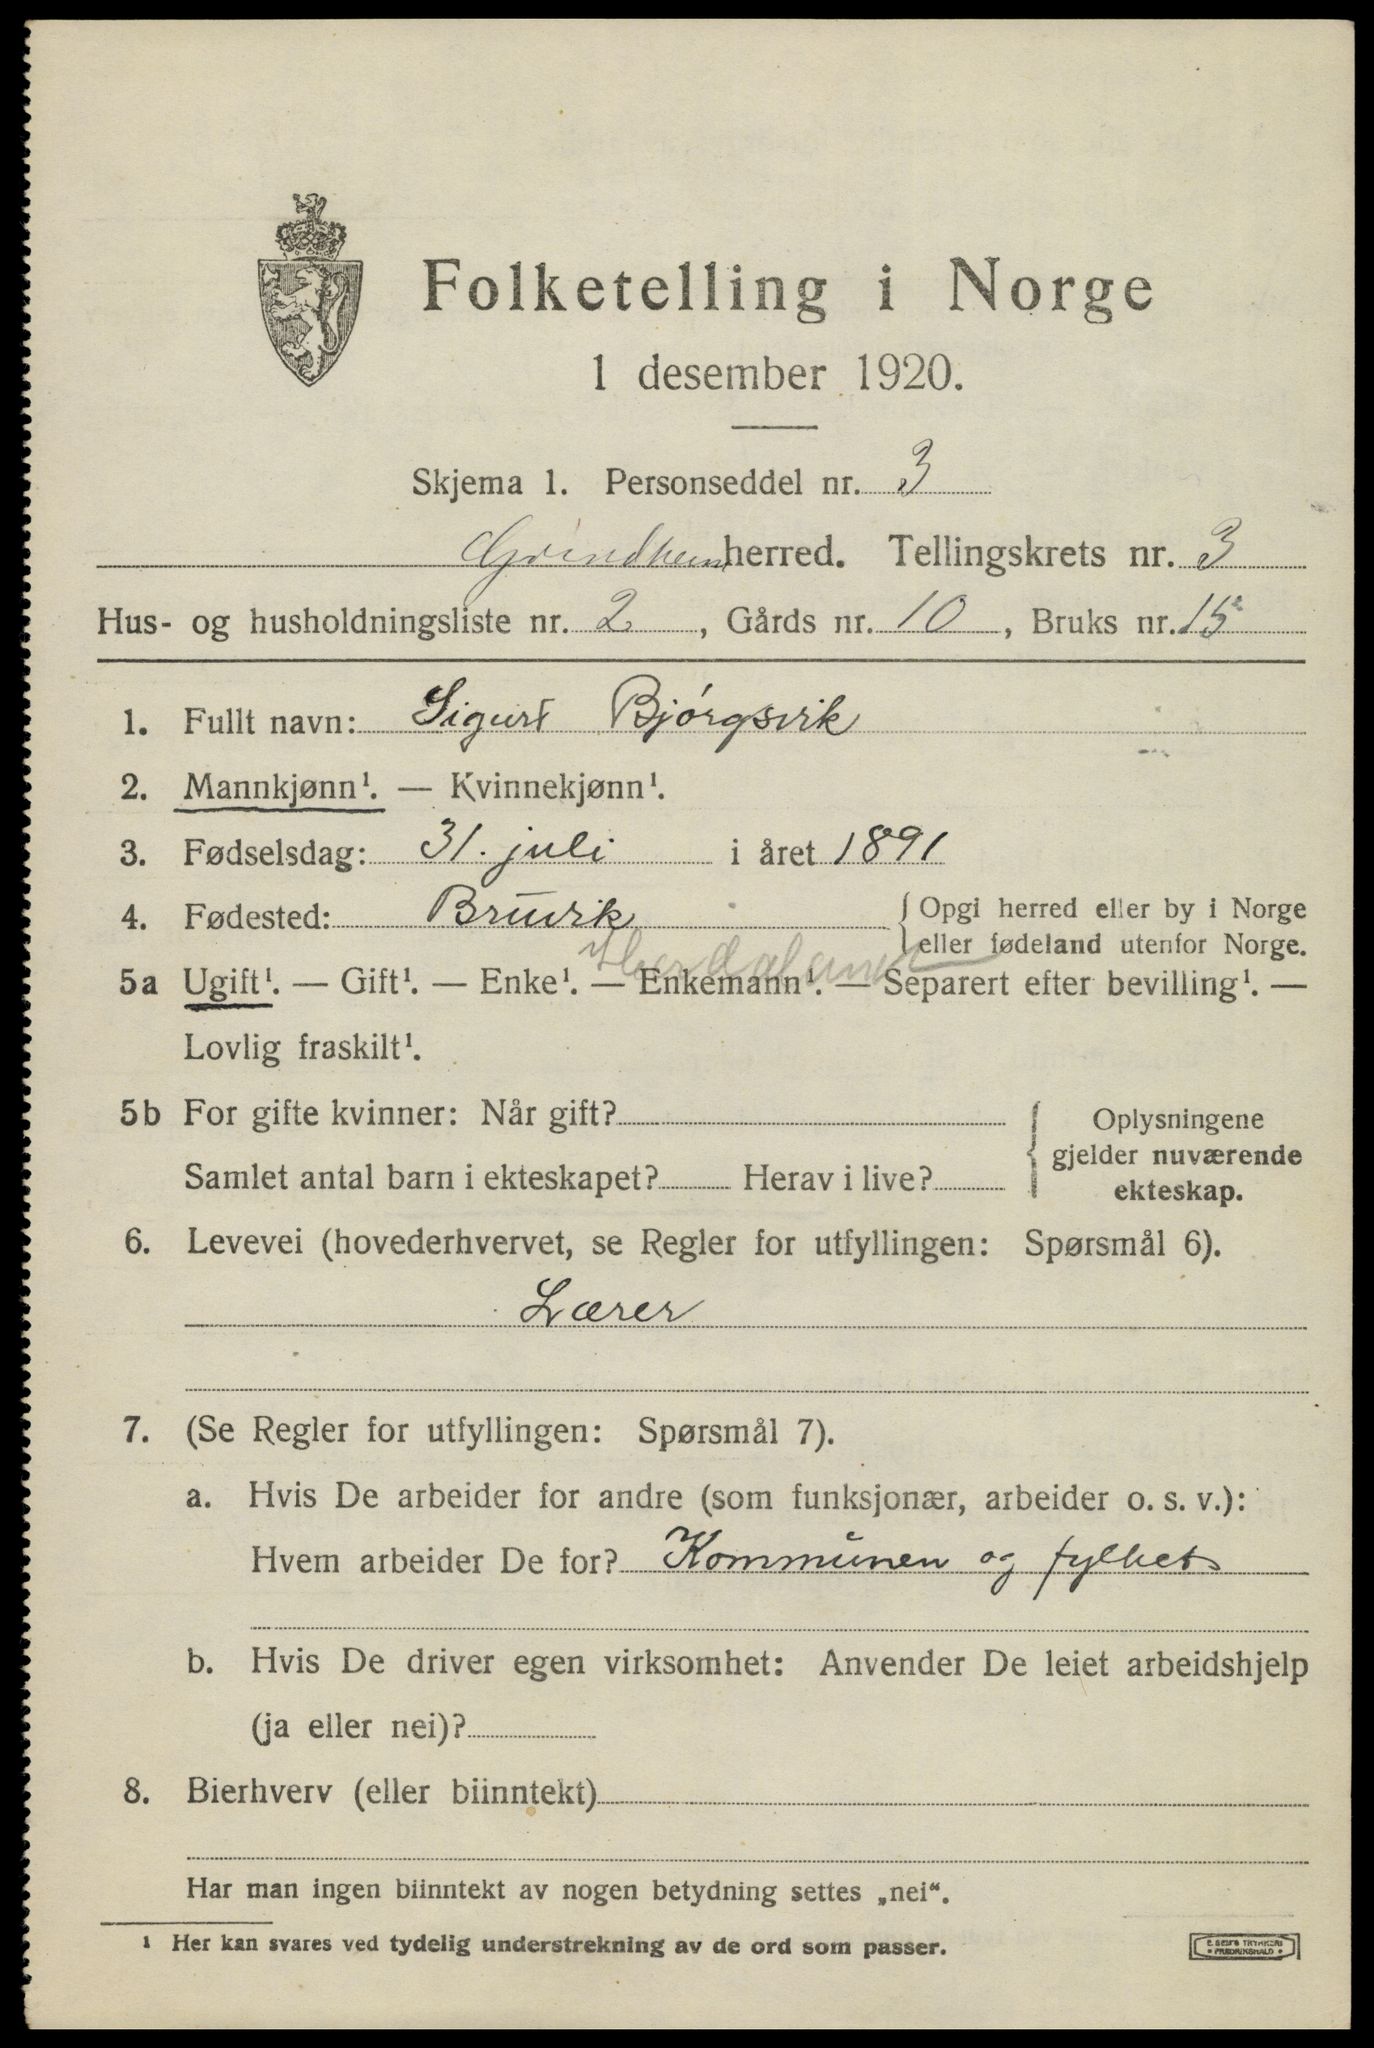 Folketelling i Norge
1 desember 1920.
Skjema 1. Personseddel nr. 3
Grindheim herred. Tellingskrets nr. 3
Hus- og husholdningsliste nr. 2, Gårds nr. 10, Bruks nr. 15
1. Fullt navn: Sigurt Bjørgsvik
2. Mannkjønn¹. — Kvinnekjønn¹.
3. Fødselsdag: 31. juli i året 1891
4. Fødested: Bruvik { Opgi herred eller by i Norge
eller fødeland utenfor Norge.
Hordaland
5a Ugift¹. — Gift¹. — Enke¹. — Enkemann¹. — Separert efter bevilling¹. —
Lovlig fraskilt¹.
5b For gifte kvinner: Når gift? { Oplysningene
gjelder nuværende
Samlet antal barn i ekteskapet? Herav i live?
ekteskap.
6. Levevei (hovederhvervet, se Regler for utfyllingen: Spørsmål 6).
Lærer
7. (Se Regler for utfyllingen: Spørsmål 7).
a. Hvis De arbeider for andre (som funksjonær, arbeider o. s. v.):
Hvem arbeider De for? Kommunen og fylket
b. Hvis De driver egen virksomhet: Anvender De leiet arbeidshjelp
(ja eller nei)?
8. Bierhverv (eller biinntekt)
Har man ingen biinntekt av nogen betydning settes „nei“.
¹ Her kan svares ved tydelig understrekning av de ord som passer.
E. SEMS TRYKKERI
• FREDRIKSHALD •